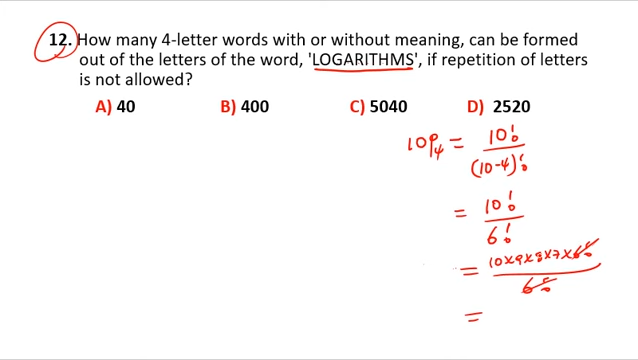 12. How many 4-letter words with or without meaning, can be formed
out of the letters of the word, 'LOGARITHMS', if repetition of letters
is not allowed?
A) 40 B) 400 C) 5040 D) 2520
10P₄ = 10! / (10-4)!
= 10! / 6!
= 10×9×8×7×6! / 6!
=